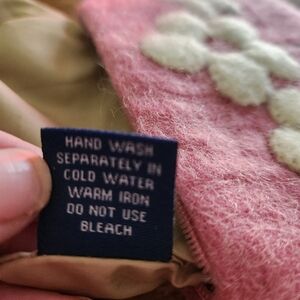 HAND WASH
SEPARATELY IN
COLD WATER
WARM IRON
DO NOT USE
BLEACH